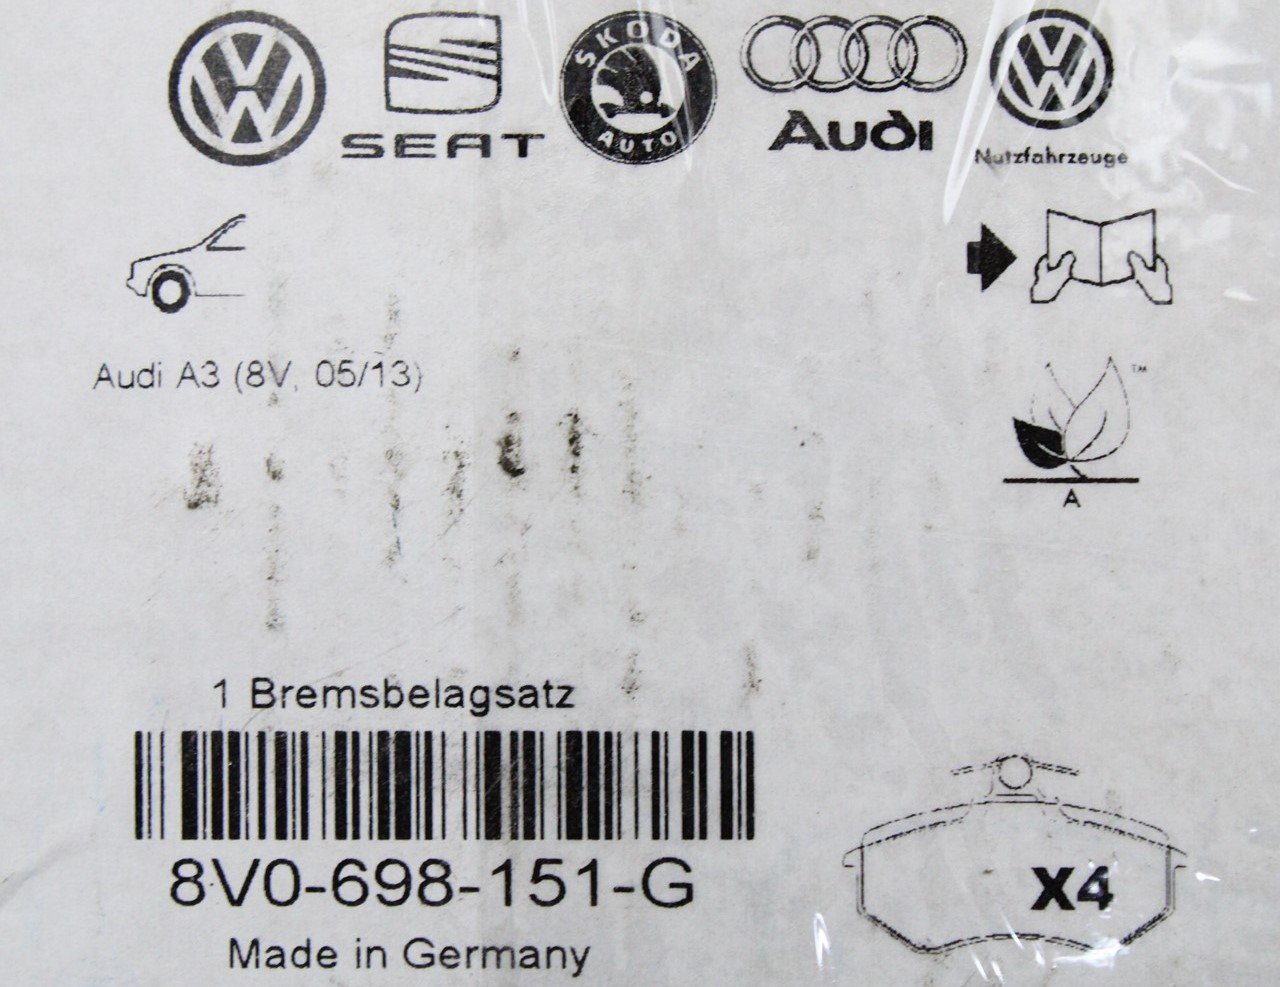 SEAT
ŠKODA
AUTO
Audi
Nutzfahrzeuge
Audi A3 (8V, 05/13)
TM
A
1 Bremsbelagsatz
8V0-698-151-G
X4
Made in Germany